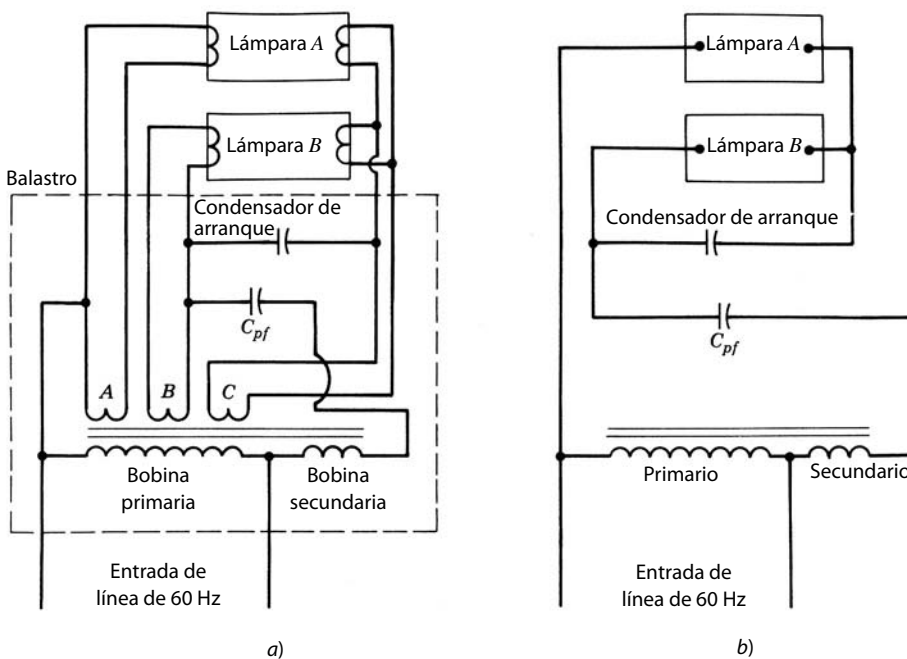 Lámpara A
Lámpara B
Balastro
Condensador de
arranque
C_pf
A
B
C
Bobina
primaria
Bobina
secundaria
Entrada de
línea de 60 Hz
a)
Lámpara A
Lámpara B
Condensador de arranque
C_pf
Primario
Secundario
Entrada de
línea de 60 Hz
b)